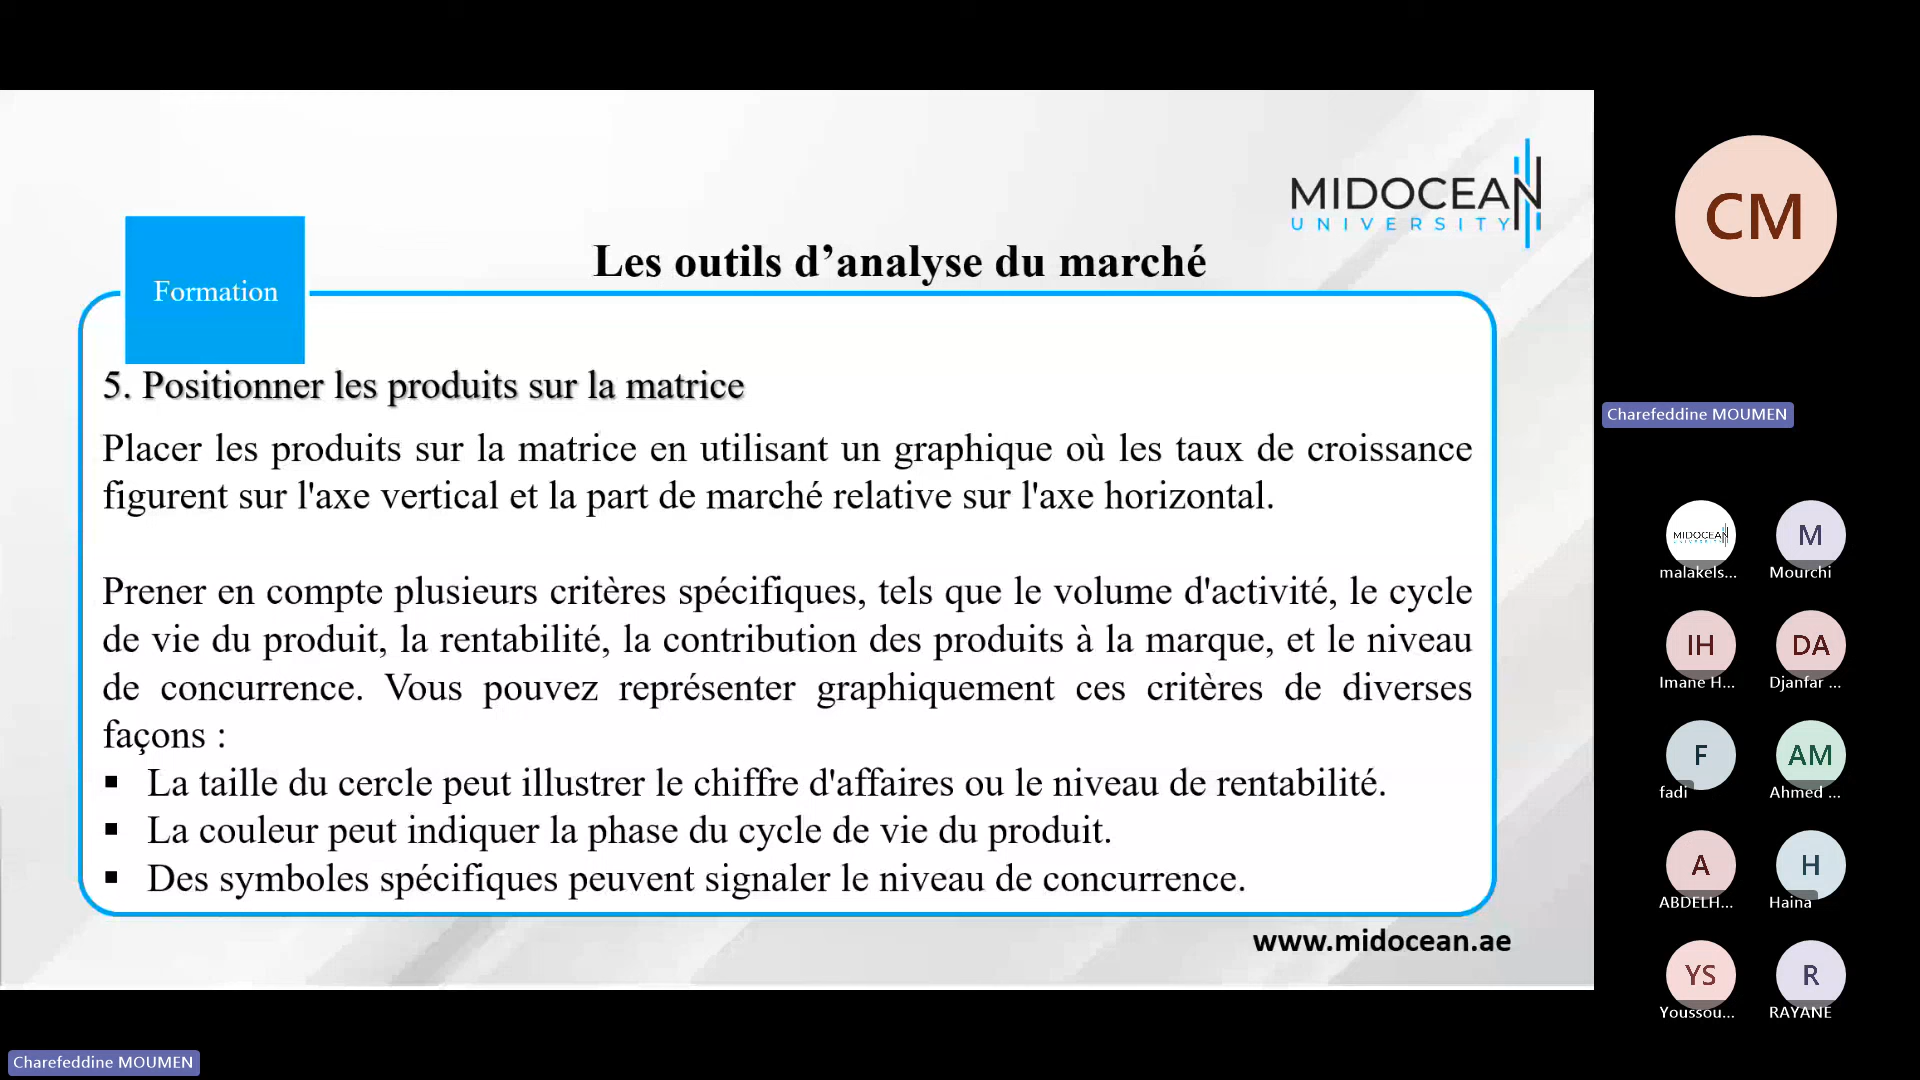 MIDOCEAN
UNIVERSITY
Les outils d’analyse du marché
Formation
5. Positionner les produits sur la matrice
Placer les produits sur la matrice en utilisant un graphique où les taux de croissance
figurent sur l'axe vertical et la part de marché relative sur l'axe horizontal.
Prener en compte plusieurs critères spécifiques, tels que le volume d'activité, le cycle
de vie du produit, la rentabilité, la contribution des produits à la marque, et le niveau
de concurrence. Vous pouvez représenter graphiquement ces critères de diverses
façons :
▪ La taille du cercle peut illustrer le chiffre d'affaires ou le niveau de rentabilité.
▪ La couleur peut indiquer la phase du cycle de vie du produit.
▪ Des symboles spécifiques peuvent signaler le niveau de concurrence.
www.midocean.ae
Charefeddine MOUMEN
CM
Charefeddine MOUMEN
MIDOCEAN
malakels...
M
Mourchi
IH
Imane H...
DA
Djanfar ...
F
fadi
AM
Ahmed ...
A
ABDELH...
H
Haina
YS
Youssou...
R
RAYANE